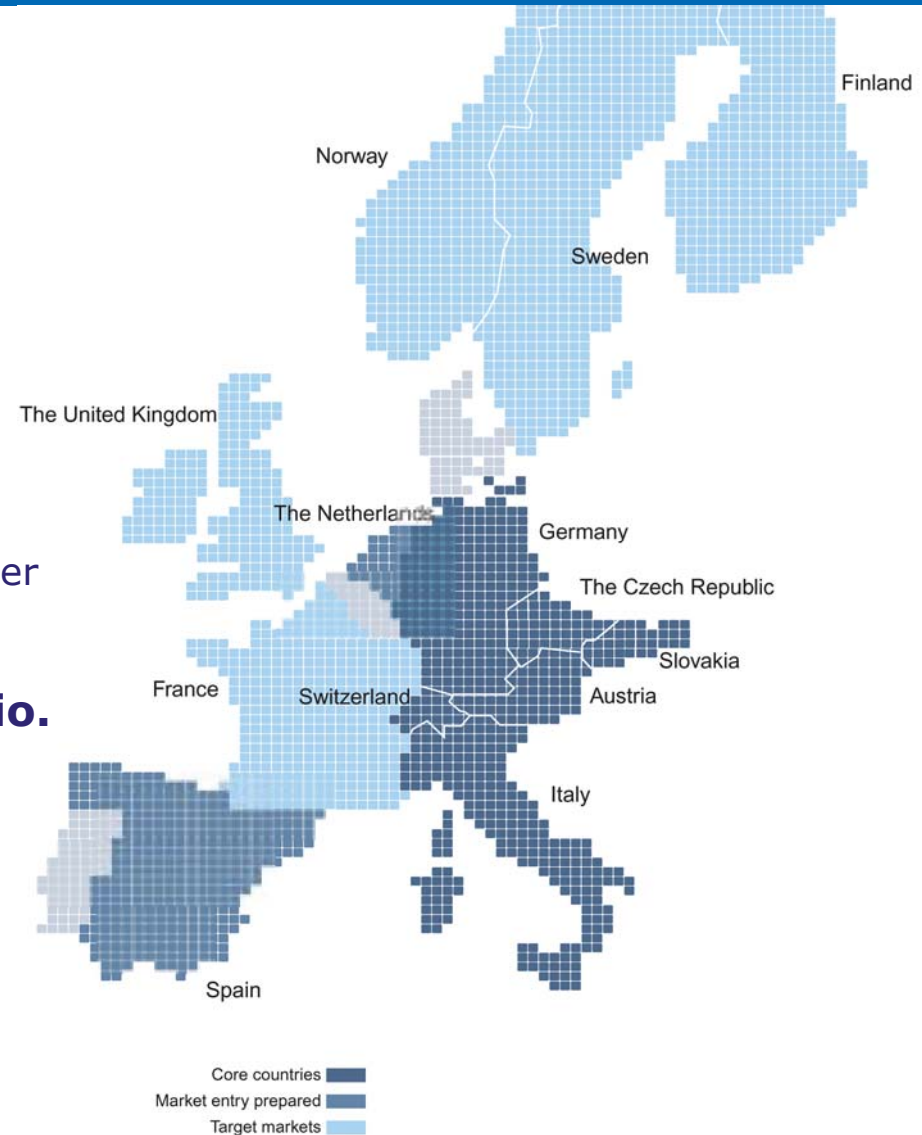 Finland
Norway
Sweden
The United Kingdom
The Netherlands
Germany
er
The Czech Republic
Slovakia
France
Switzerland
Austria
io.
Italy
Spain
Core countries
Market entry prepared
Target markets